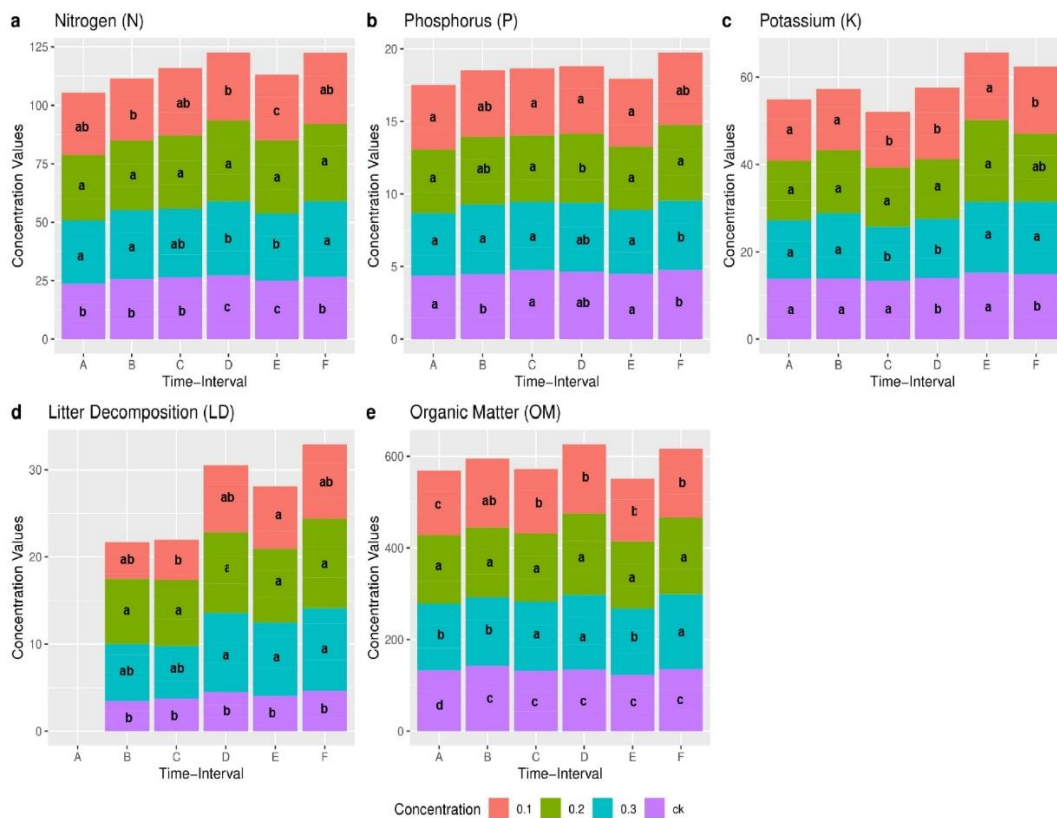 a Nitrogen (N)
125
100
75
50
25
0
Concentration Values
ab b ab b c ab
a a a a a a
a a ab b b a
b b b c c b
A B C D E F
Time-Interval
b Phosphorus (P)
20
15
10
5
0
Concentration Values
a ab a a a ab
a ab a b a a
a a a ab a b
a b a ab a b
A B C D E F
Time-Interval
c Potassium (K)
60
40
20
0
Concentration Values
a a b b a b
a a a a a ab
a a b b a a
a a a b a b
A B C D E F
Time-Interval
d Litter Decomposition (LD)
30
20
10
0
Concentration Values
ab b ab a ab
a a a a a
ab ab a a a
b b b b b
A B C D E F
Time-Interval
e Organic Matter (OM)
600
400
200
0
Concentration Values
c ab b b b b
a a a a a a
b b a a b a
d c c c c c
A B C D E F
Time-Interval
Concentration 0.1 0.2 0.3 ck